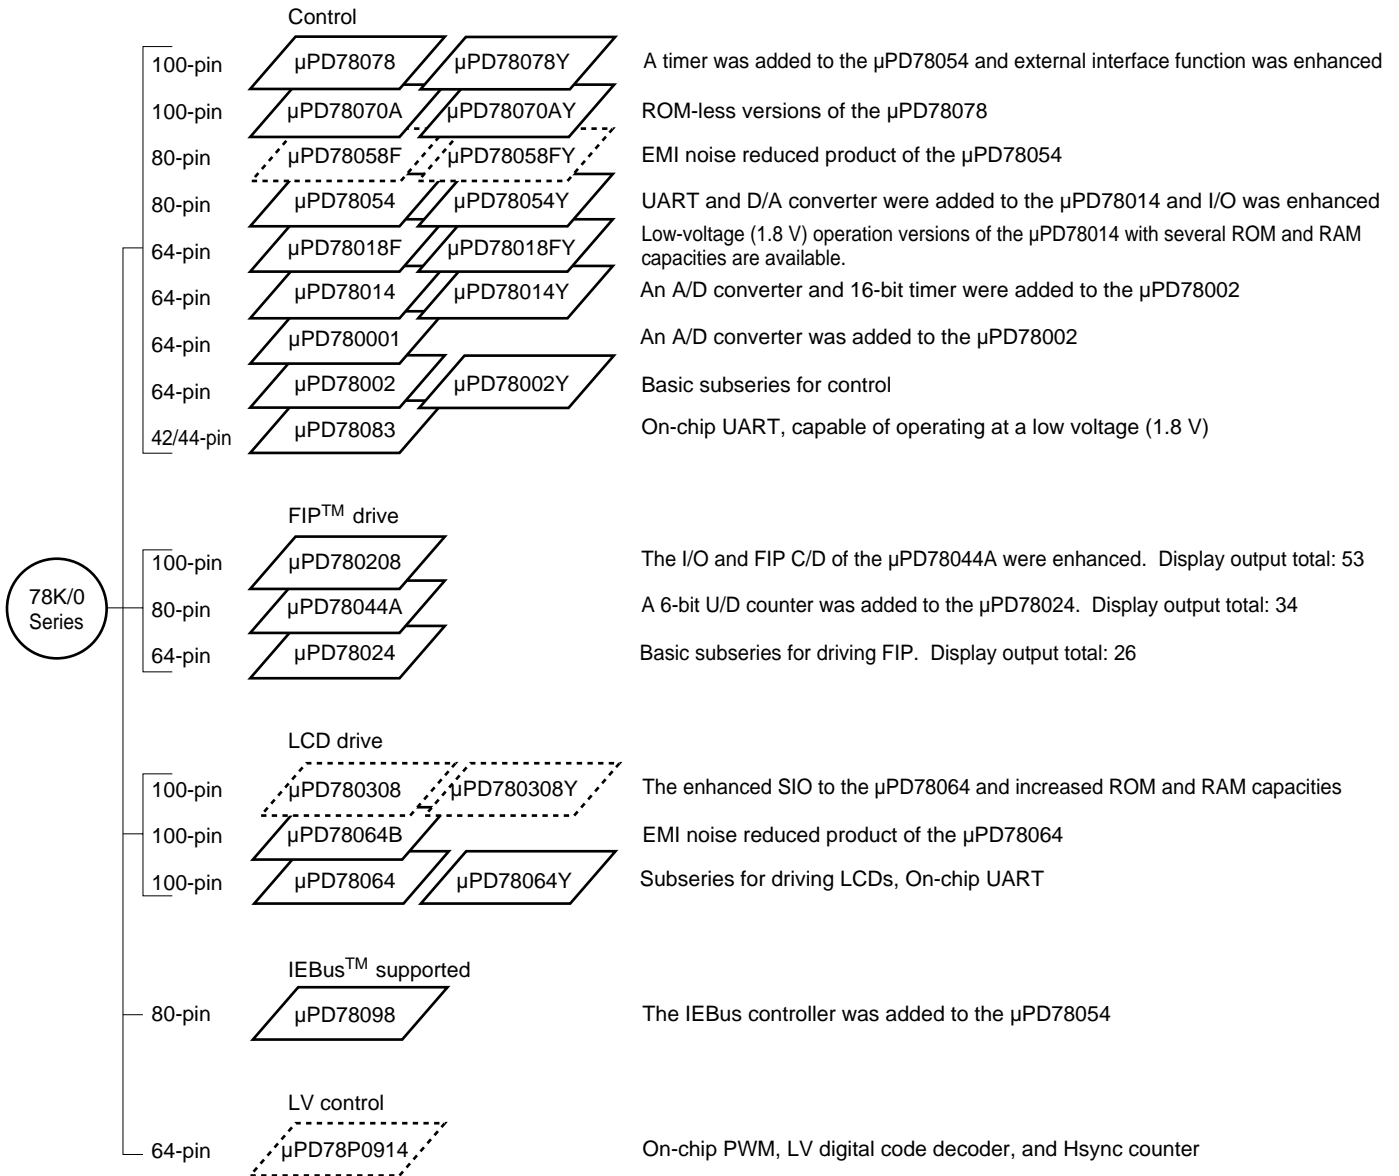 Control
100-pin µPD78078 µPD78078Y A timer was added to the µPD78054 and external interface function was enhanced
100-pin µPD78070A µPD78070AY ROM-less versions of the µPD78078
80-pin µPD78058F µPD78058FY EMI noise reduced product of the µPD78054
80-pin µPD78054 µPD78054Y UART and D/A converter were added to the µPD78014 and I/O was enhanced
64-pin µPD78018F µPD78018FY Low-voltage (1.8 V) operation versions of the µPD78014 with several ROM and RAM
capacities are available.
64-pin µPD78014 µPD78014Y An A/D converter and 16-bit timer were added to the µPD78002
64-pin µPD780001 An A/D converter was added to the µPD78002
64-pin µPD78002 µPD78002Y Basic subseries for control
42/44-pin µPD78083 On-chip UART, capable of operating at a low voltage (1.8 V)
FIP™ drive
100-pin µPD780208 The I/O and FIP C/D of the µPD78044A were enhanced. Display output total: 53
78K/0
Series
80-pin µPD78044A A 6-bit U/D counter was added to the µPD78024. Display output total: 34
64-pin µPD78024 Basic subseries for driving FIP. Display output total: 26
LCD drive
100-pin µPD780308 µPD780308Y The enhanced SIO to the µPD78064 and increased ROM and RAM capacities
100-pin µPD78064B EMI noise reduced product of the µPD78064
100-pin µPD78064 µPD78064Y Subseries for driving LCDs, On-chip UART
IEBus™ supported
80-pin µPD78098 The IEBus controller was added to the µPD78054
LV control
64-pin µPD78P0914 On-chip PWM, LV digital code decoder, and Hsync counter